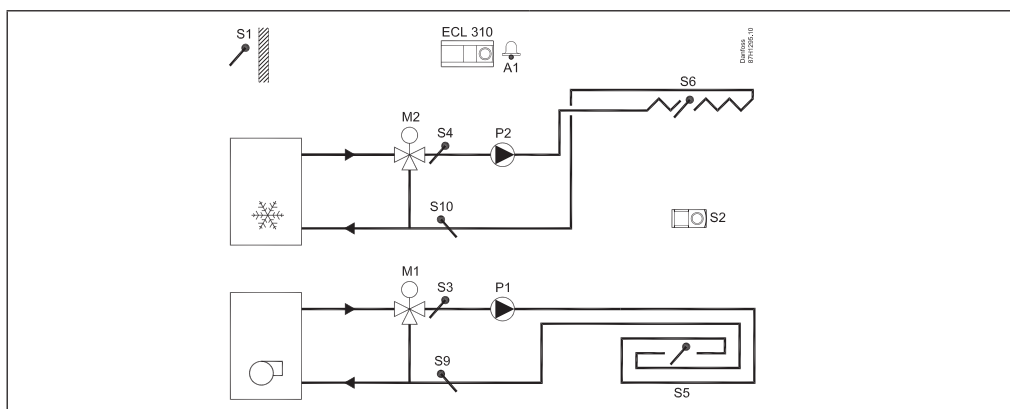 S1
ECL 310
A1
Danfoss
87H1295.10
S6
M2
S4
P2
S10
S2
M1
S3
P1
S9
S5